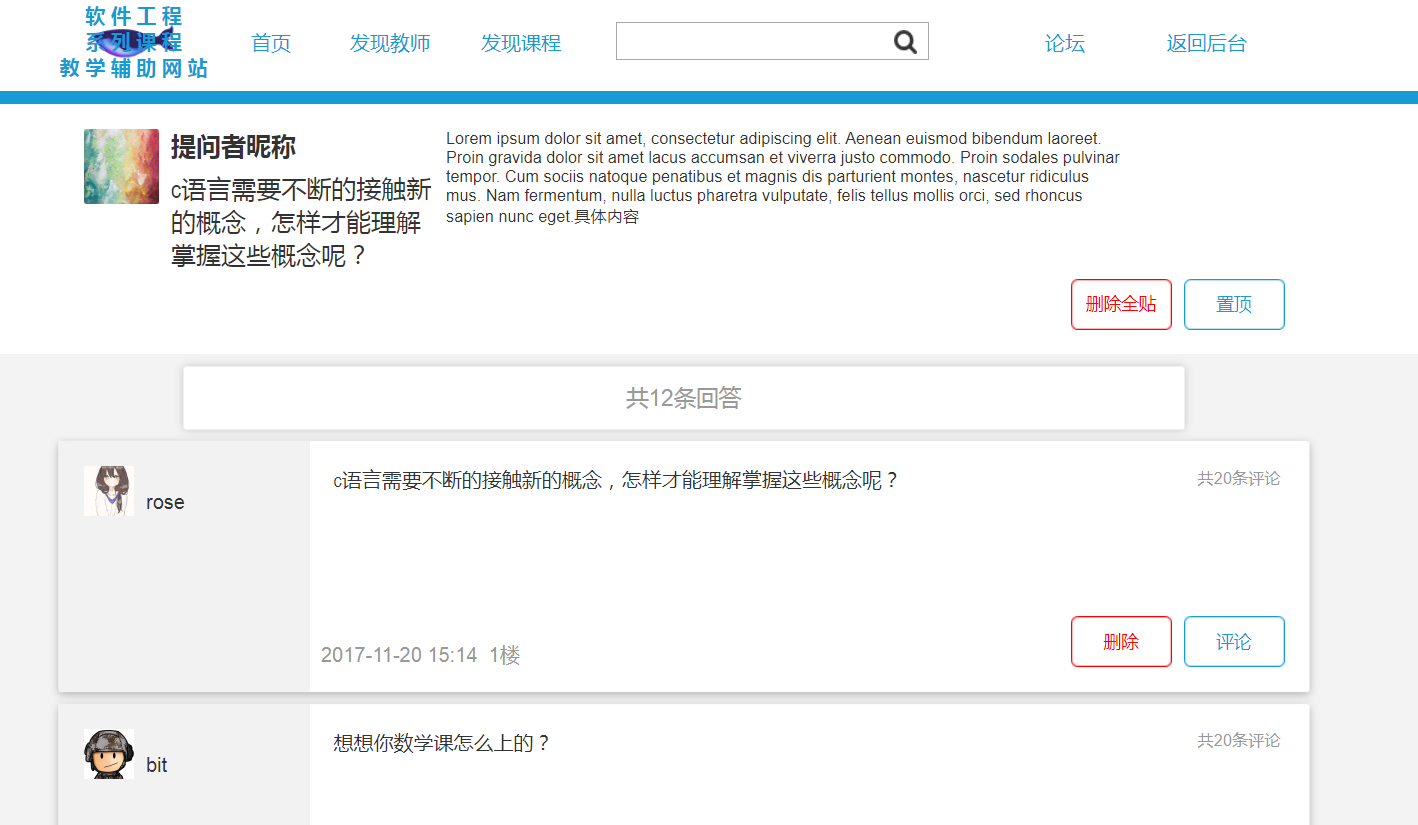 软件工程
系列课程
教学辅助网站
首页
发现教师
发现课程
论坛
返回后台
提问者昵称
c语言需要不断的接触新
的概念，怎样才能理解
掌握这些概念呢？
Lorem ipsum dolor sit amet, consectetur adipiscing elit. Aenean euismod bibendum laoreet.
Proin gravida dolor sit amet lacus accumsan et viverra justo commodo. Proin sodales pulvinar
tempor. Cum sociis natoque penatibus et magnis dis parturient montes, nascetur ridiculus
mus. Nam fermentum, nulla luctus pharetra vulputate, felis tellus mollis orci, sed rhoncus
sapien nunc eget.具体内容
删除全贴
置顶
共12条回答
rose
c语言需要不断的接触新的概念，怎样才能理解掌握这些概念呢？
共20条评论
2017-11-20 15:14 1楼
删除
评论
bit
想想你数学课怎么上的？
共20条评论